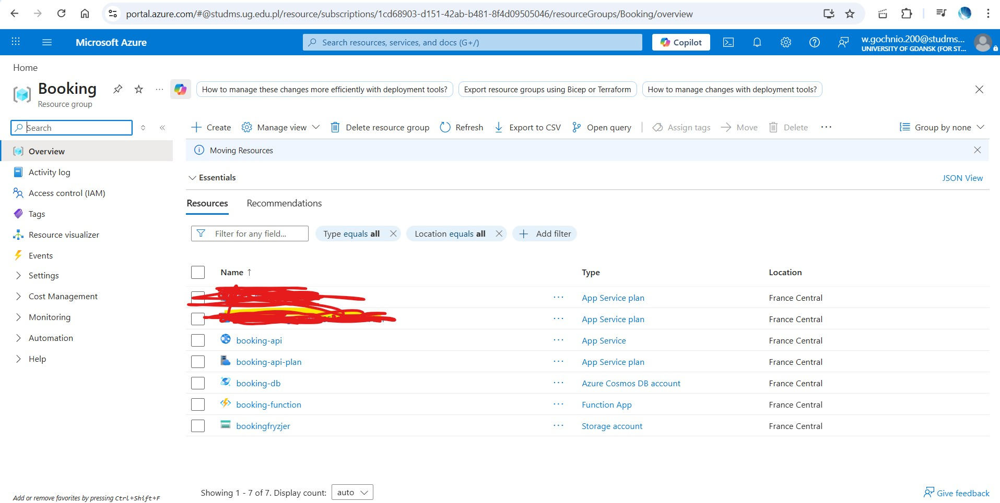 portal.azure.com/#@studms.ug.edu.pl/resource/subscriptions/1cd68903-d151-42ab-b481-8f4d09505046/resourceGroups/Booking/overview
Microsoft Azure
Search resources, services, and docs (G+/)
Copilot
w.gochnio.200@studms...
UNIVERSITY OF GDANSK (FOR ST...
Home
Booking
Resource group
How to manage these changes more efficiently with deployment tools?
Export resource groups using Bicep or Terraform
How to manage changes with deployment tools?
Search
Create
Manage view
Delete resource group
Refresh
Export to CSV
Open query
Assign tags
Move
Delete
Group by none
Overview
Activity log
Access control (IAM)
Tags
Resource visualizer
Events
Settings
Cost Management
Monitoring
Automation
Help
Moving Resources
Essentials
JSON View
Resources
Recommendations
Filter for any field...
Type equals all
Location equals all
Add filter
Name ↑ Type Location
App Service plan France Central
App Service plan France Central
booking-api App Service France Central
booking-api-plan App Service plan France Central
booking-db Azure Cosmos DB account France Central
booking-function Function App France Central
bookingfryzjer Storage account France Central
Showing 1 - 7 of 7. Display count: auto
Give feedback
Add or remove favorites by pressing Ctrl+Shift+F